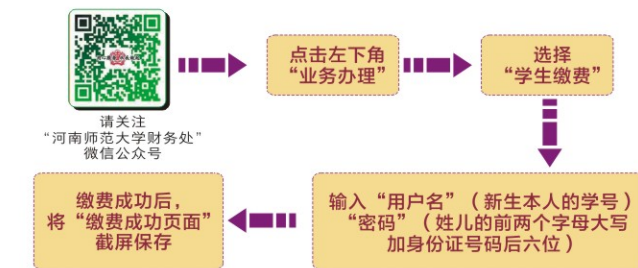 请关注
“河南师范大学财务处”
微信公众号
点击左下角
“业务办理”
选择
“学生缴费”
输入“用户名”（新生本人的学号）
“密码”（姓儿的前两个字母大写
加身份证号码后六位）
缴费成功后，
将“缴费成功页面”
截屏保存